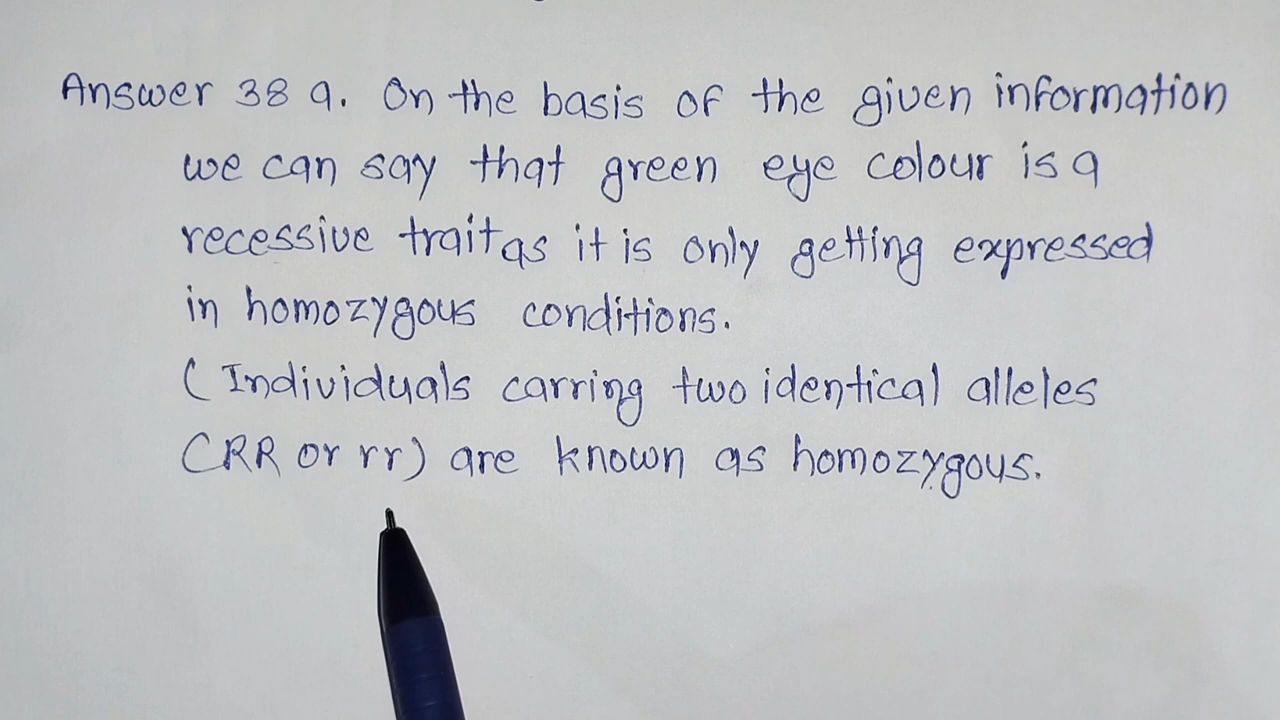 Answer 38 a. On the basis of the given information
we can say that green eye colour is a
recessive trait as it is only getting expressed
in homozygous conditions.
( Individuals carring two identical alleles
(RR or rr) are known as homozygous.